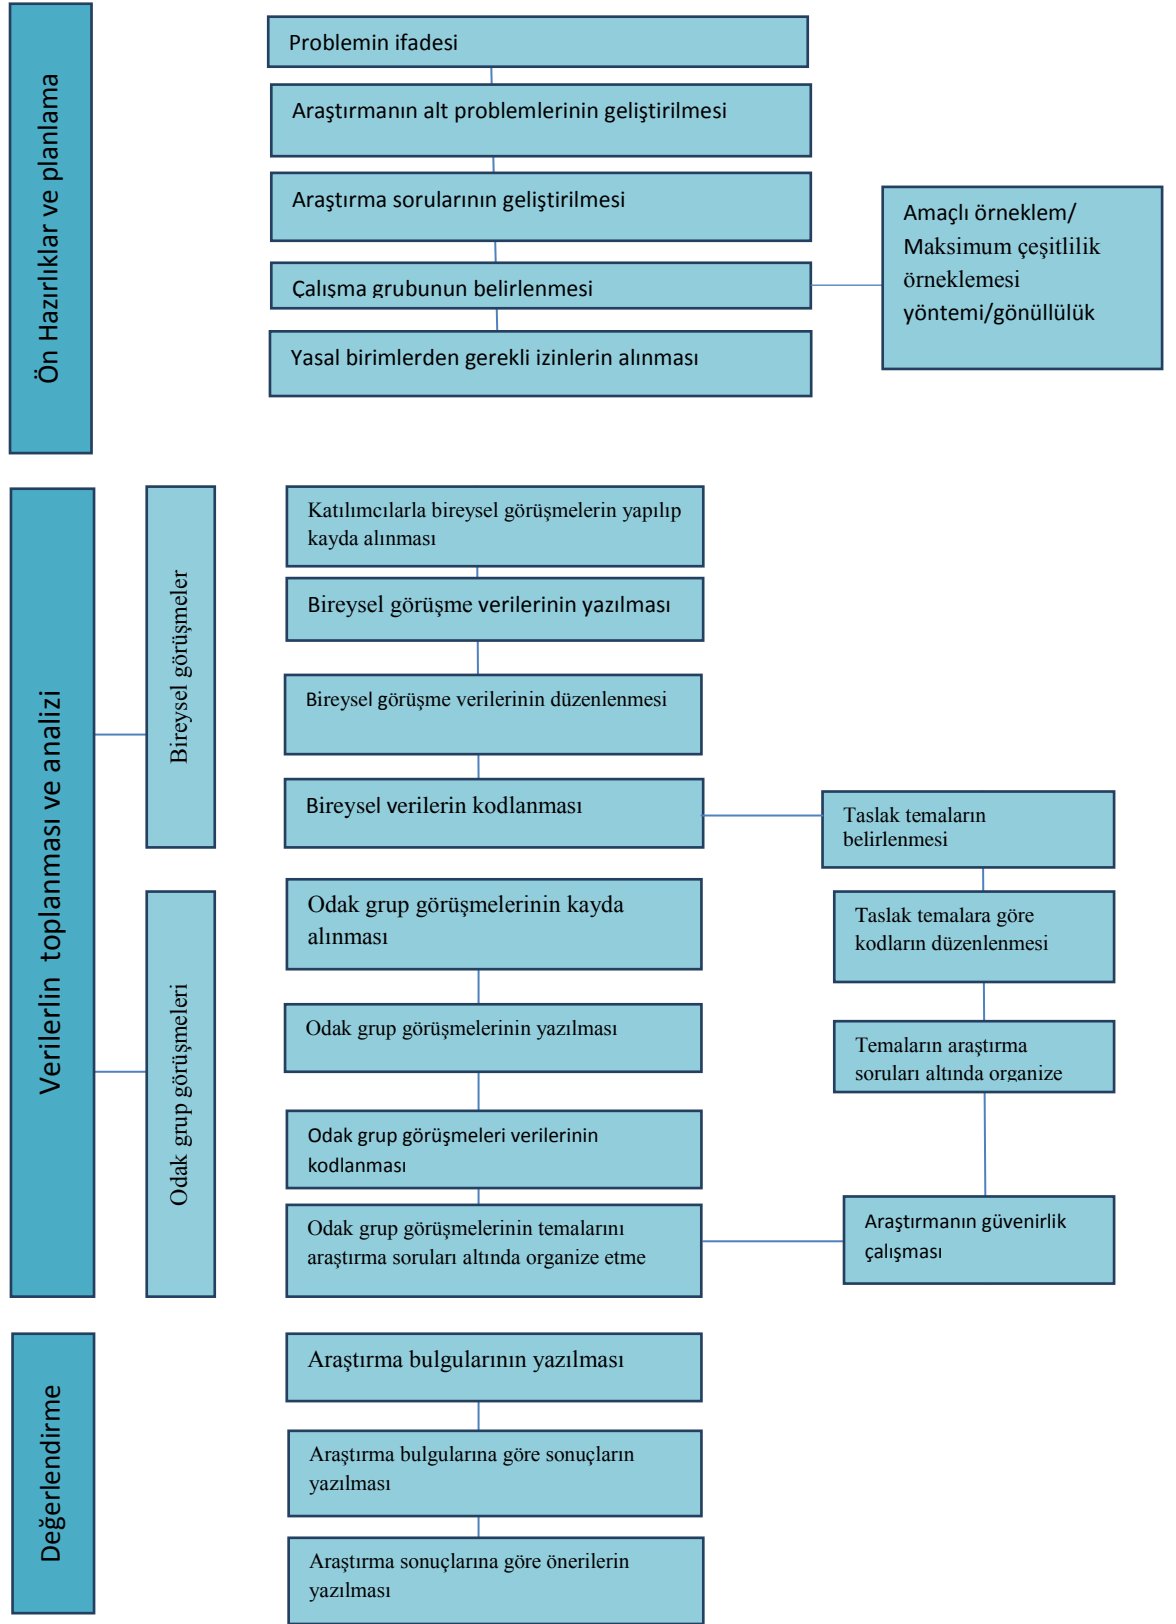 Ön Hazırlıklar ve planlama
Problemin ifadesi
Araştırmanın alt problemlerinin geliştirilmesi
Araştırma sorularının geliştirilmesi
Çalışma grubunun belirlenmesi
Yasal birimlerden gerekli izinlerin alınması
Amaçlı örneklem/
Maksimum çeşitlilik
örneklemesi
yöntemi/gönüllülük
Verilerlin toplanması ve analizi
Bireysel görüşmeler
Katılımcılarla bireysel görüşmelerin yapılıp
kayda alınması
Bireysel görüşme verilerinin yazılması
Bireysel görüşme verilerinin düzenlenmesi
Bireysel verilerin kodlanması
Taslak temaların
belirlenmesi
Taslak temalara göre
kodların düzenlenmesi
Temaların araştırma
soruları altında organize
Araştırmanın güvenirlik
çalışması
Odak grup görüşmeleri
Odak grup görüşmelerinin kayda
alınması
Odak grup görüşmelerinin yazılması
Odak grup görüşmeleri verilerinin
kodlanması
Odak grup görüşmelerinin temalarını
araştırma soruları altında organize etme
Değerlendirme
Araştırma bulgularının yazılması
Araştırma bulgularına göre sonuçların
yazılması
Araştırma sonuçlarına göre önerilerin
yazılması